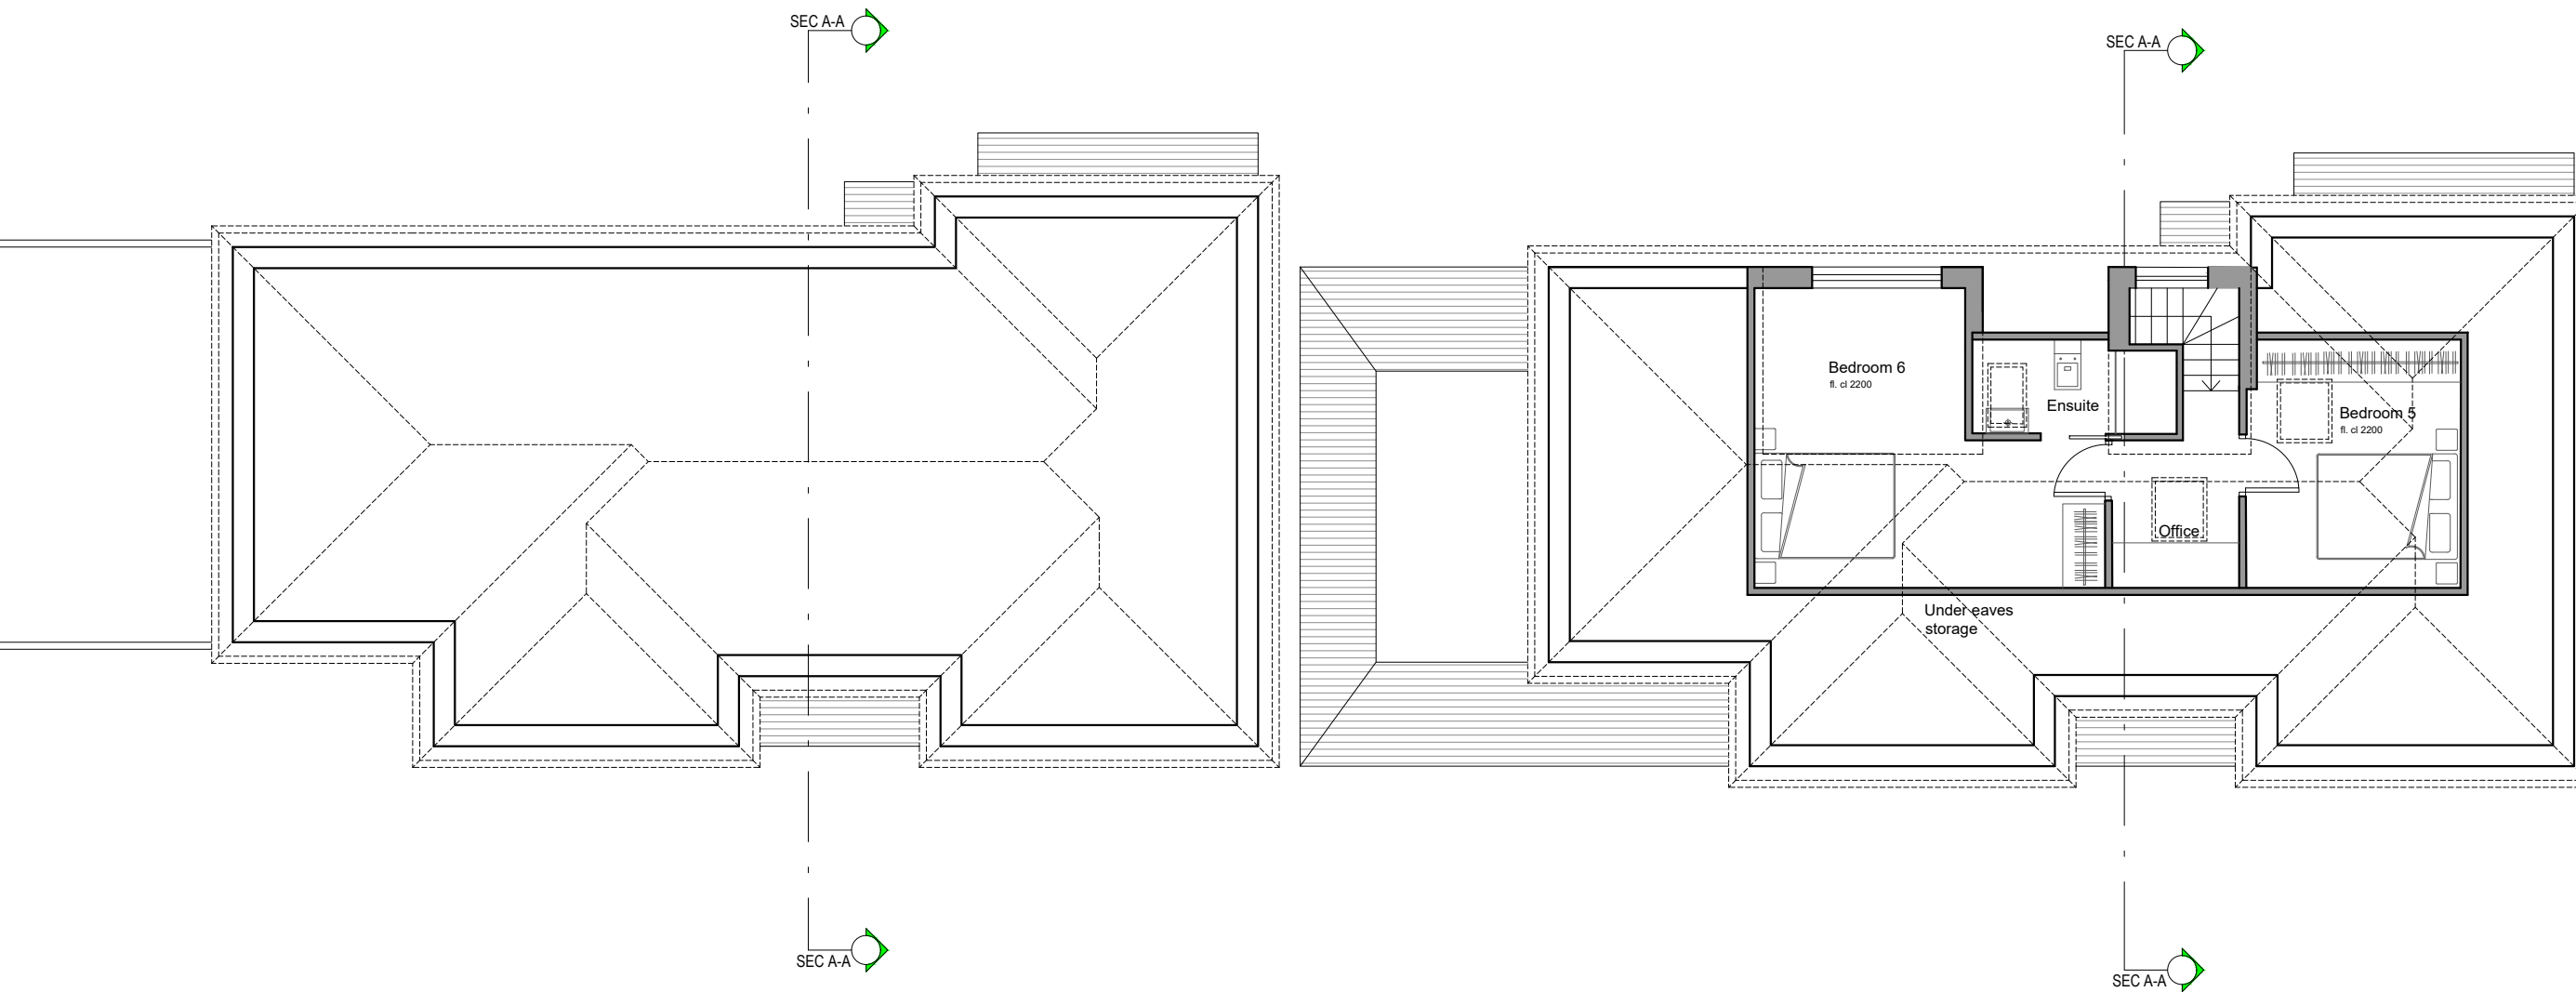 SEC A-A
SEC A-A
Bedroom 6
fl. cl 2200
Ensuite
Bedroom 5
fl. cl 2200
Office
Under eaves
storage
SEC A-A
SEC A-A